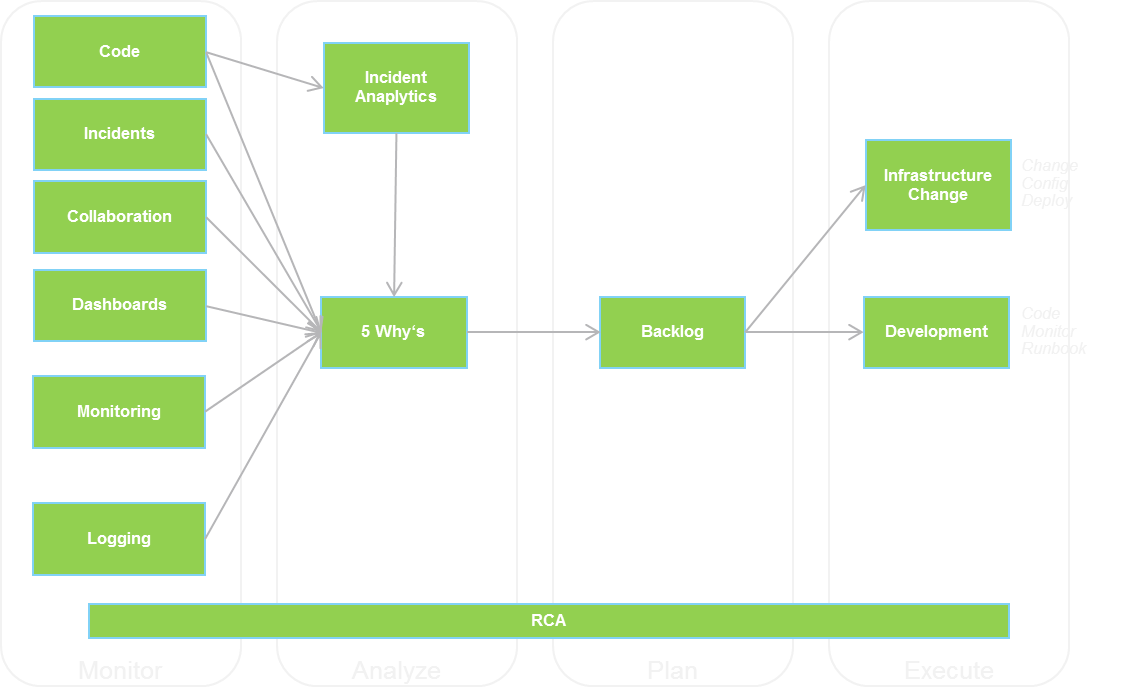 Code
Incidents
Collaboration
Dashboards
Monitoring
Logging
Incident
Anaplytics
5 Why‘s
Backlog
Infrastructure
Change
Change
Config
Deploy
Development
Code
Monitor
Runbook
RCA
Monitor
Analyze
Plan
Execute